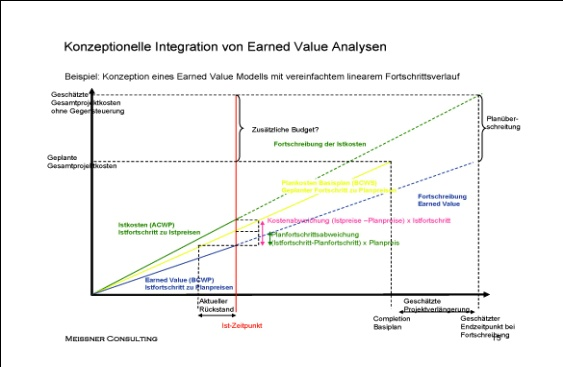 Konzeptionelle Integration von Earned Value Analysen
Beispiel: Konzeption eines Earned Value Modells mit vereinfachtem linearem Fortschrittsverlauf
Geschätzte
Gesamtprojektkosten
ohne Gegensteuerung
Zusätzliche Budget?
Planüber-
schreitung
Fortschreibung der Istkosten
Geplante
Gesamtprojektkosten
Plankosten Basisplan (BCWS)
Geplanter Fortschritt zu Planpreisen
Fortschreibung
Earned Value
Istkosten (ACWP)
Istfortschritt zu Istpreisen
Kostenabweichung (Istpreise –Planpreise) x Istfortschritt
Planfortschrittsabweichung
(Istfortschritt-Planfortschritt) x Planpreis
Earned Value (BCWP)
Istfortschritt zu Planpreisen
Aktueller
Rückstand
Geschätzte
Projektverlängerung
Ist-Zeitpunkt
Completion
Basiplan
Geschätzter
Endzeitpunkt bei
Fortschreibung
MEISSNER CONSULTING